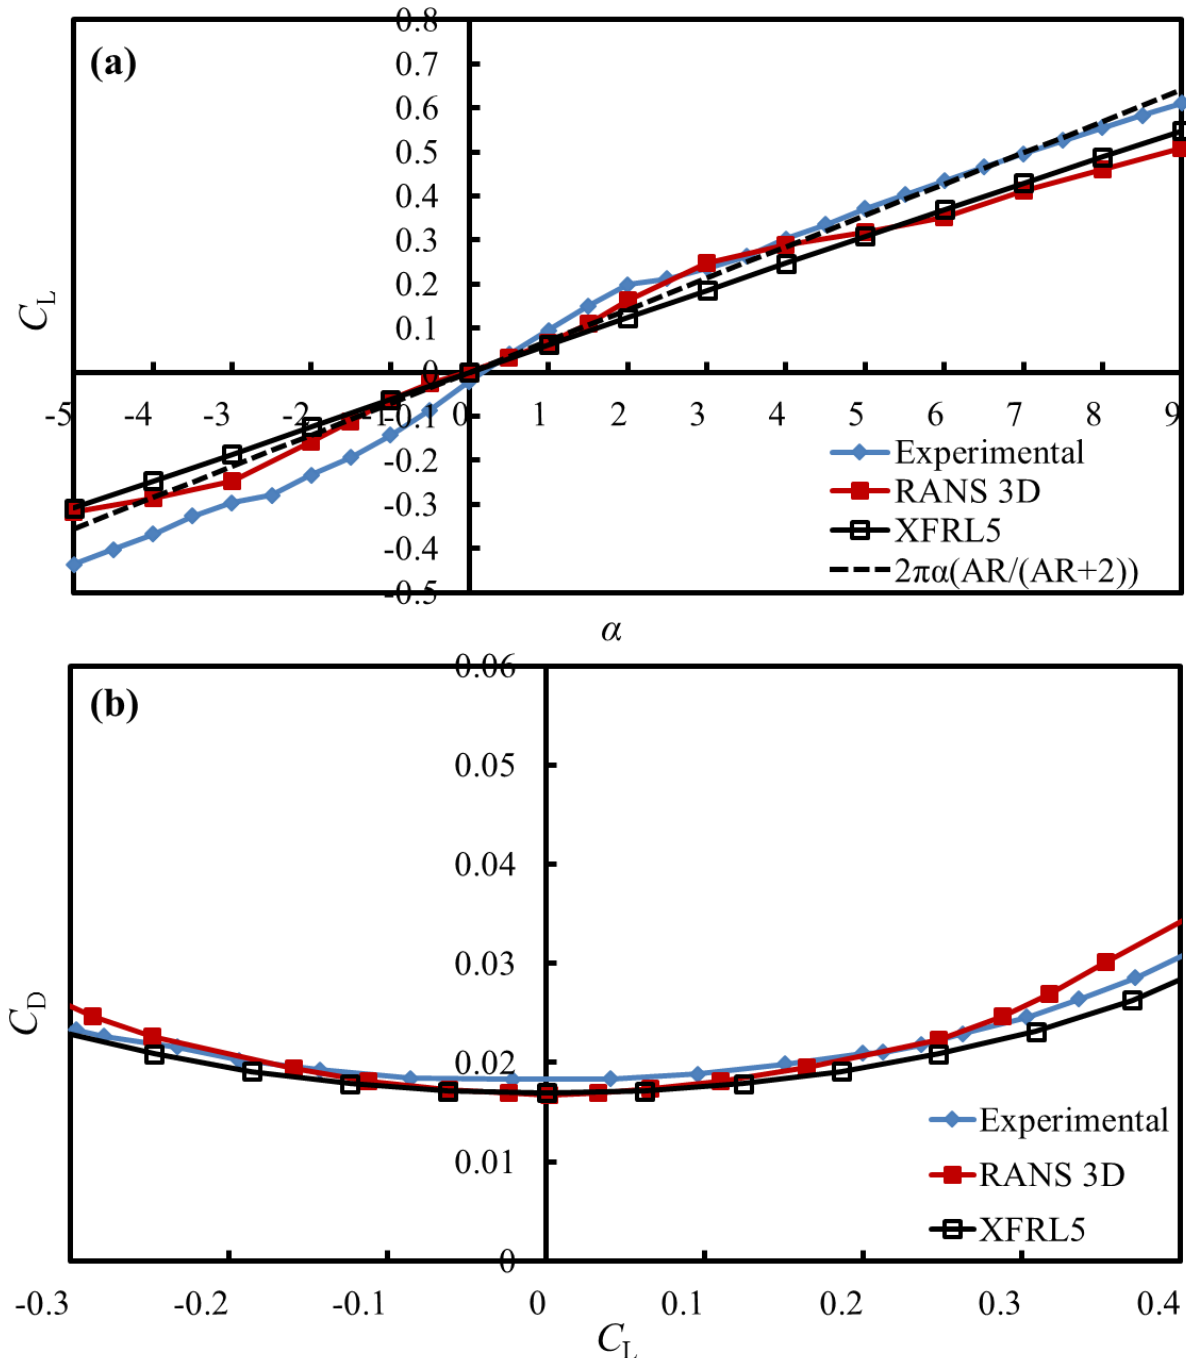 (a)
0.8
0.7
0.6
0.5
0.4
0.3
0.2
0.1
0
-5 -4 -3 -2 -1 0 1 2 3 4 5 6 7 8 9
-0.1
-0.2
-0.3
-0.4
-0.5
C_L
Experimental
RANS 3D
XFRL5
2πα(AR/(AR+2))
α
(b)
0.06
0.05
0.04
0.03
0.02
0.01
0
C_D
Experimental
RANS 3D
XFRL5
-0.3 -0.2 -0.1 0 0.1 0.2 0.3 0.4
C_L